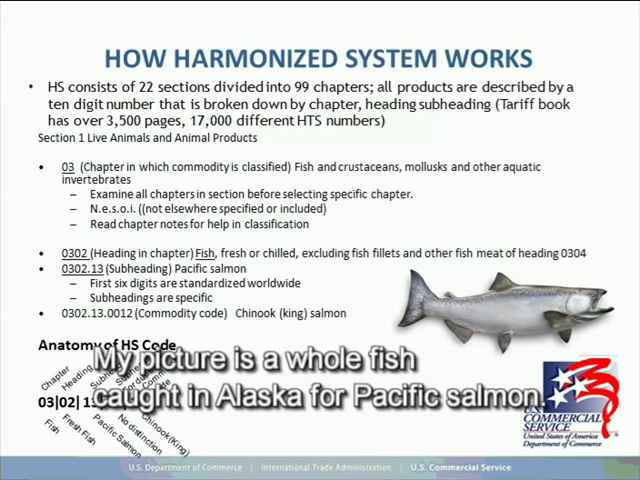 HOW HARMONIZED SYSTEM WORKS
• HS consists of 22 sections divided into 99 chapters; all products are described by a
ten digit number that is broken down by chapter, heading subheading (Tariff book
has over 3,500 pages, 17,000 different HTS numbers)
Section 1 Live Animals and Animal Products
• 03 (Chapter in which commodity is classified) Fish and crustaceans, mollusks and other aquatic
invertebrates
– Examine all chapters in section before selecting specific chapter.
– N.e.s.o.i. ((not elsewhere specified or included)
– Read chapter notes for help in classification
• 0302 (Heading in chapter) Fish, fresh or chilled, excluding fish fillets and other fish meat of heading 0304
• 0302.13 (Subheading) Pacific salmon
– First six digits are standardized worldwide
– Subheadings are specific
• 0302.13.0012 (Commodity code) Chinook (king) salmon
Anatomy of HS Code
My picture is a whole fish
caught in Alaska for Pacific salmon.
Chapter
Heading
03|02|
Fish
Fresh Fish
Pacific Salmon
No distinction
Chinook (King)
U.S.
COMMERCIAL
SERVICE
United States of America
Department of Commerce
U.S. Department of Commerce | International Trade Administration | U.S. Commercial Service